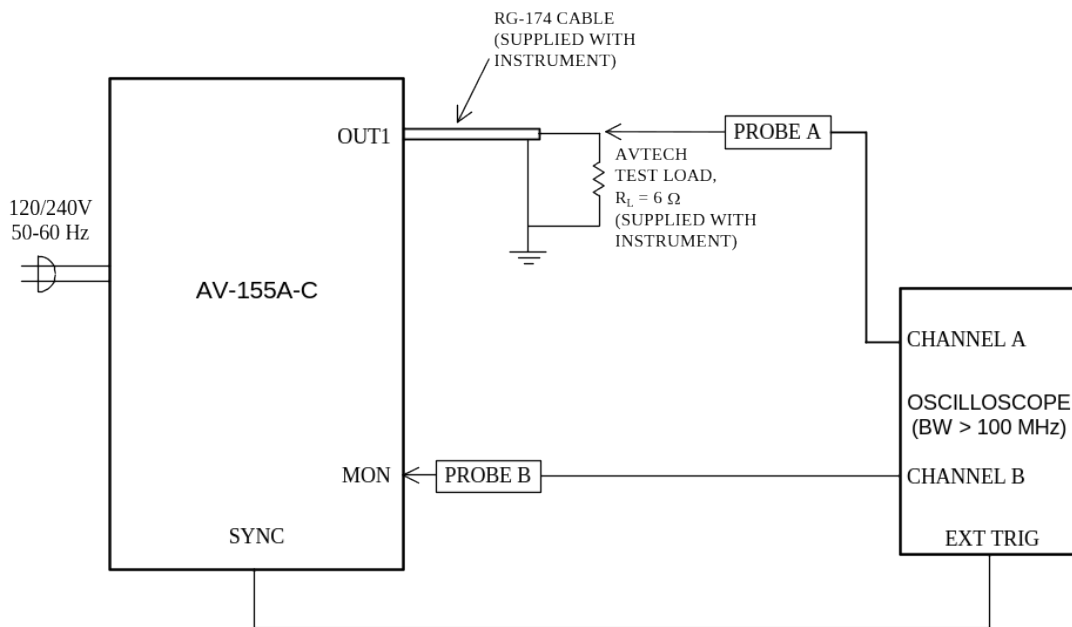 RG-174 CABLE
(SUPPLIED WITH
INSTRUMENT)
OUT1
PROBE A
AVTECH
TEST LOAD,
R_L = 6 Ω
(SUPPLIED WITH
INSTRUMENT)
120/240V
50-60 Hz
AV-155A-C
CHANNEL A
OSCILLOSCOPE
(BW > 100 MHz)
MON
PROBE B
CHANNEL B
SYNC
EXT TRIG